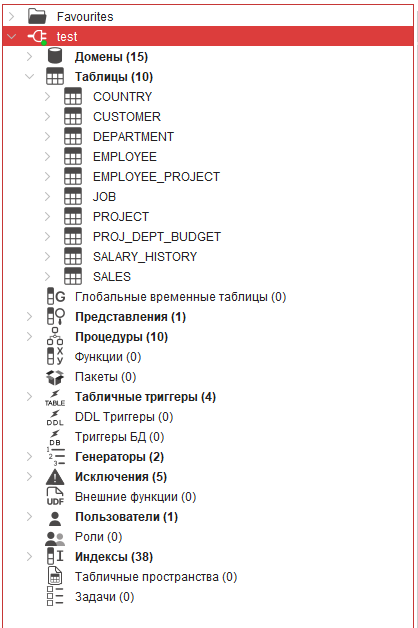 Favourites
test
Домены (15)
Таблицы (10)
COUNTRY
CUSTOMER
DEPARTMENT
EMPLOYEE
EMPLOYEE_PROJECT
JOB
PROJECT
PROJ_DEPT_BUDGET
SALARY_HISTORY
SALES
G Глобальные временные таблицы (0)
Представления (1)
Процедуры (10)
XY Функции (0)
Пакеты (0)
TABLE Табличные триггеры (4)
DDL DDL Триггеры (0)
DB Триггеры БД (0)
1 2 3 Генераторы (2)
Исключения (5)
UDF Внешние функции (0)
Пользователи (1)
Роли (0)
I Индексы (38)
Табличные пространства (0)
Задачи (0)